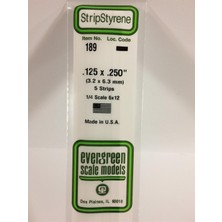 StripStyrene
Item No. Loc. Code
189
.125 x .250"
(3.2 x 6.3 mm)
5 Strips
1/4 Scale 6x12
Made in U.S.A.
evergreen
scale models
Des Plaines, IL 60018